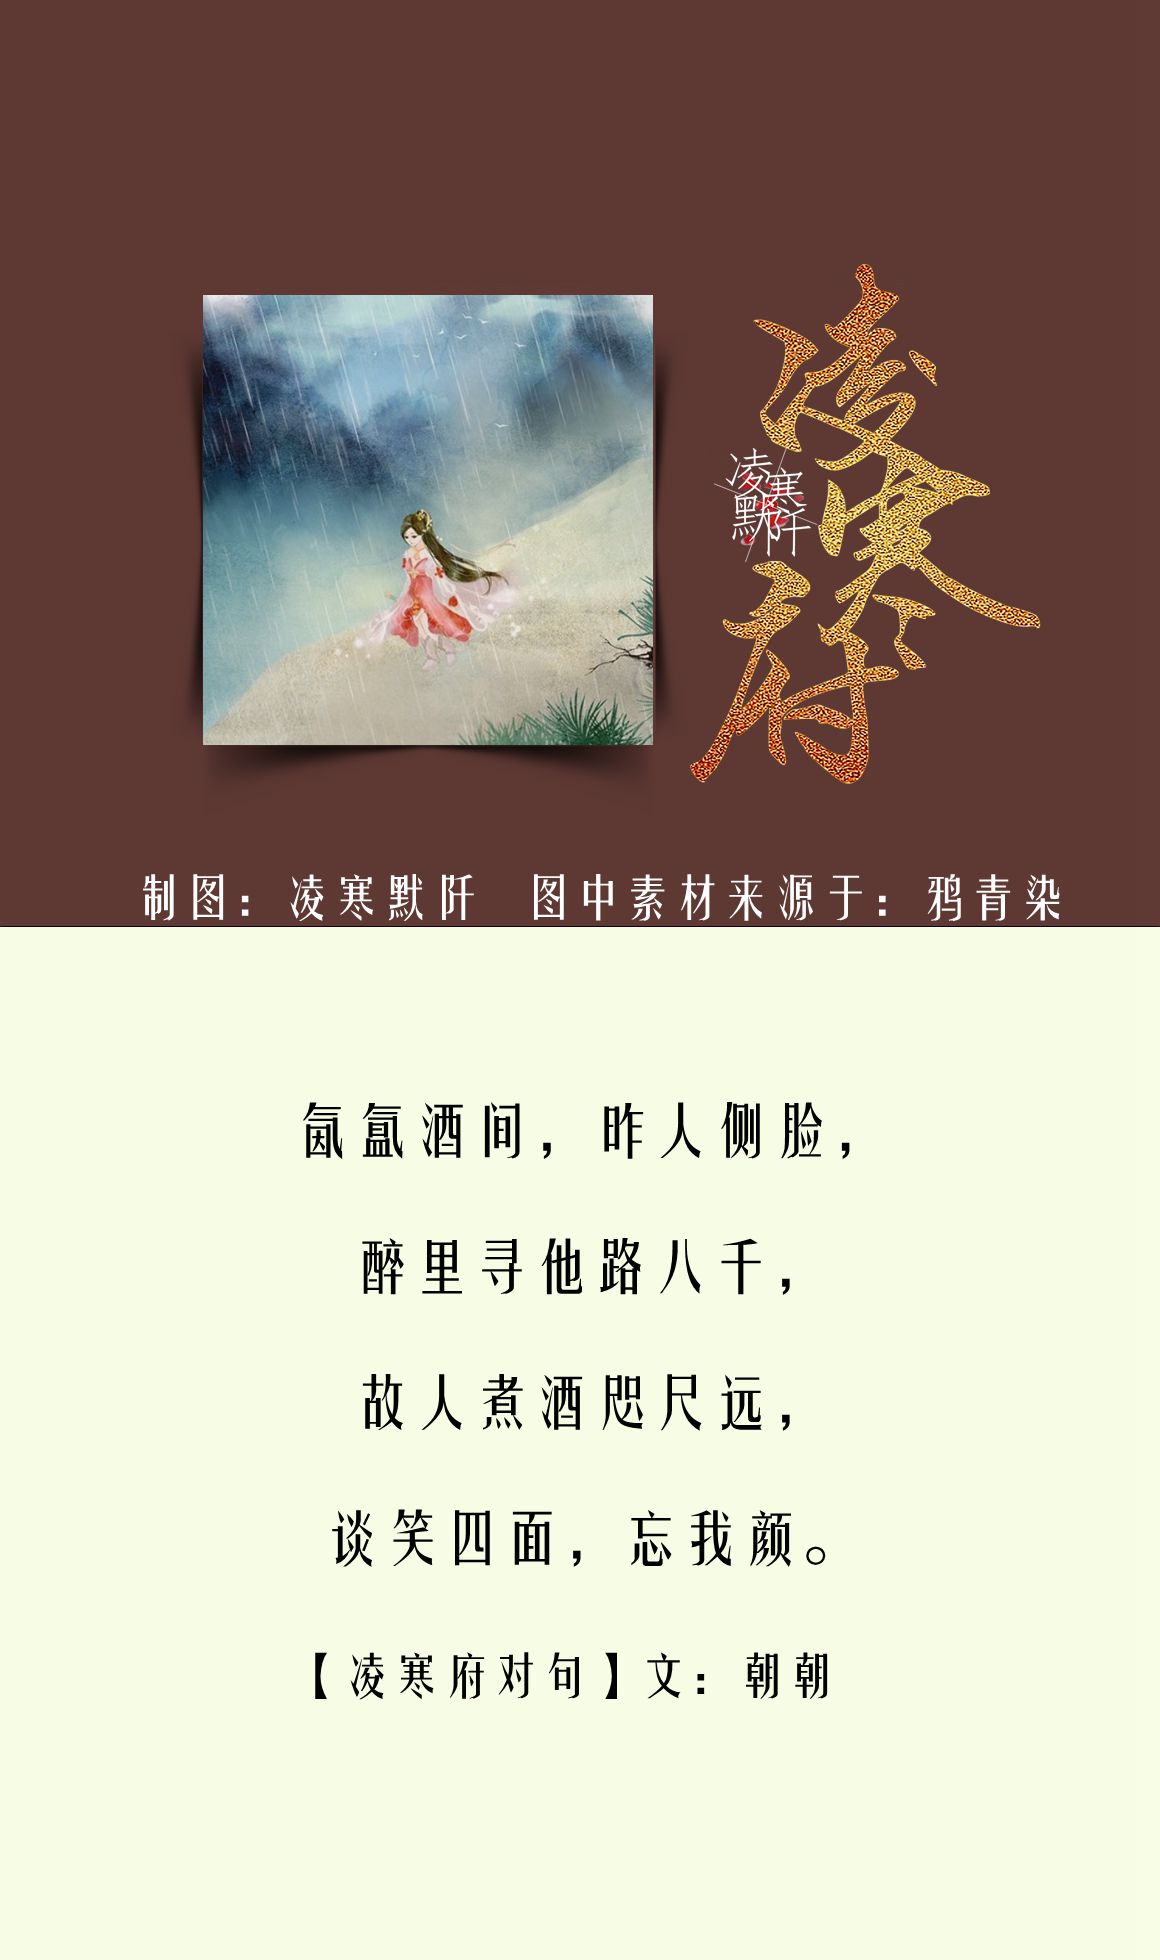 凌寒府
凌寒
默阡
制图：凌寒默阡 图中素材来源于：鸦青染
氤氲酒间，昨人侧脸，
醉里寻他路八千，
故人煮酒咫尺远，
谈笑四面，忘我颜。
【凌寒府对句】文：朝朝